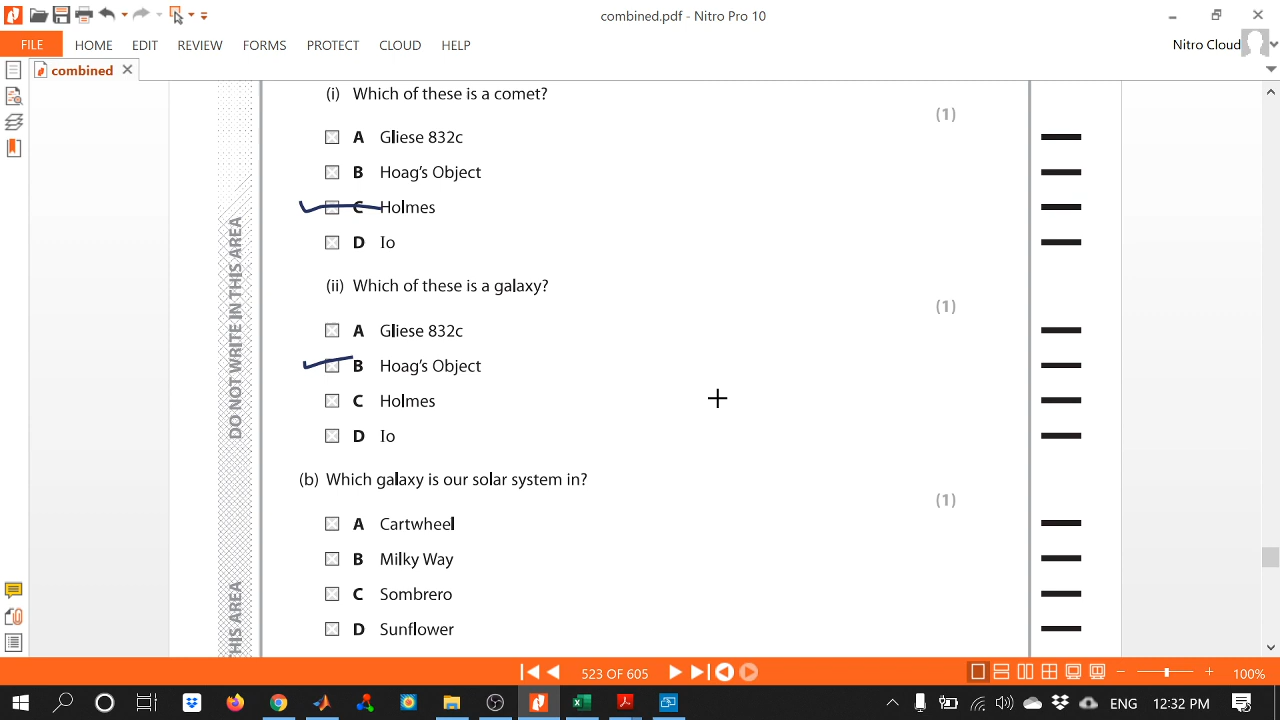 combined.pdf - Nitro Pro 10
FILE HOME EDIT REVIEW FORMS PROTECT CLOUD HELP Nitro Cloud
combined
(i) Which of these is a comet?
(1)
A Gliese 832c
B Hoag's Object
C Holmes
D Io
(ii) Which of these is a galaxy?
(1)
A Gliese 832c
B Hoag's Object
C Holmes
D Io
(b) Which galaxy is our solar system in?
(1)
A Cartwheel
B Milky Way
C Sombrero
D Sunflower
DO NOT WRITE IN THIS AREA
HIS AREA
523 OF 605 100%
ENG 12:32 PM